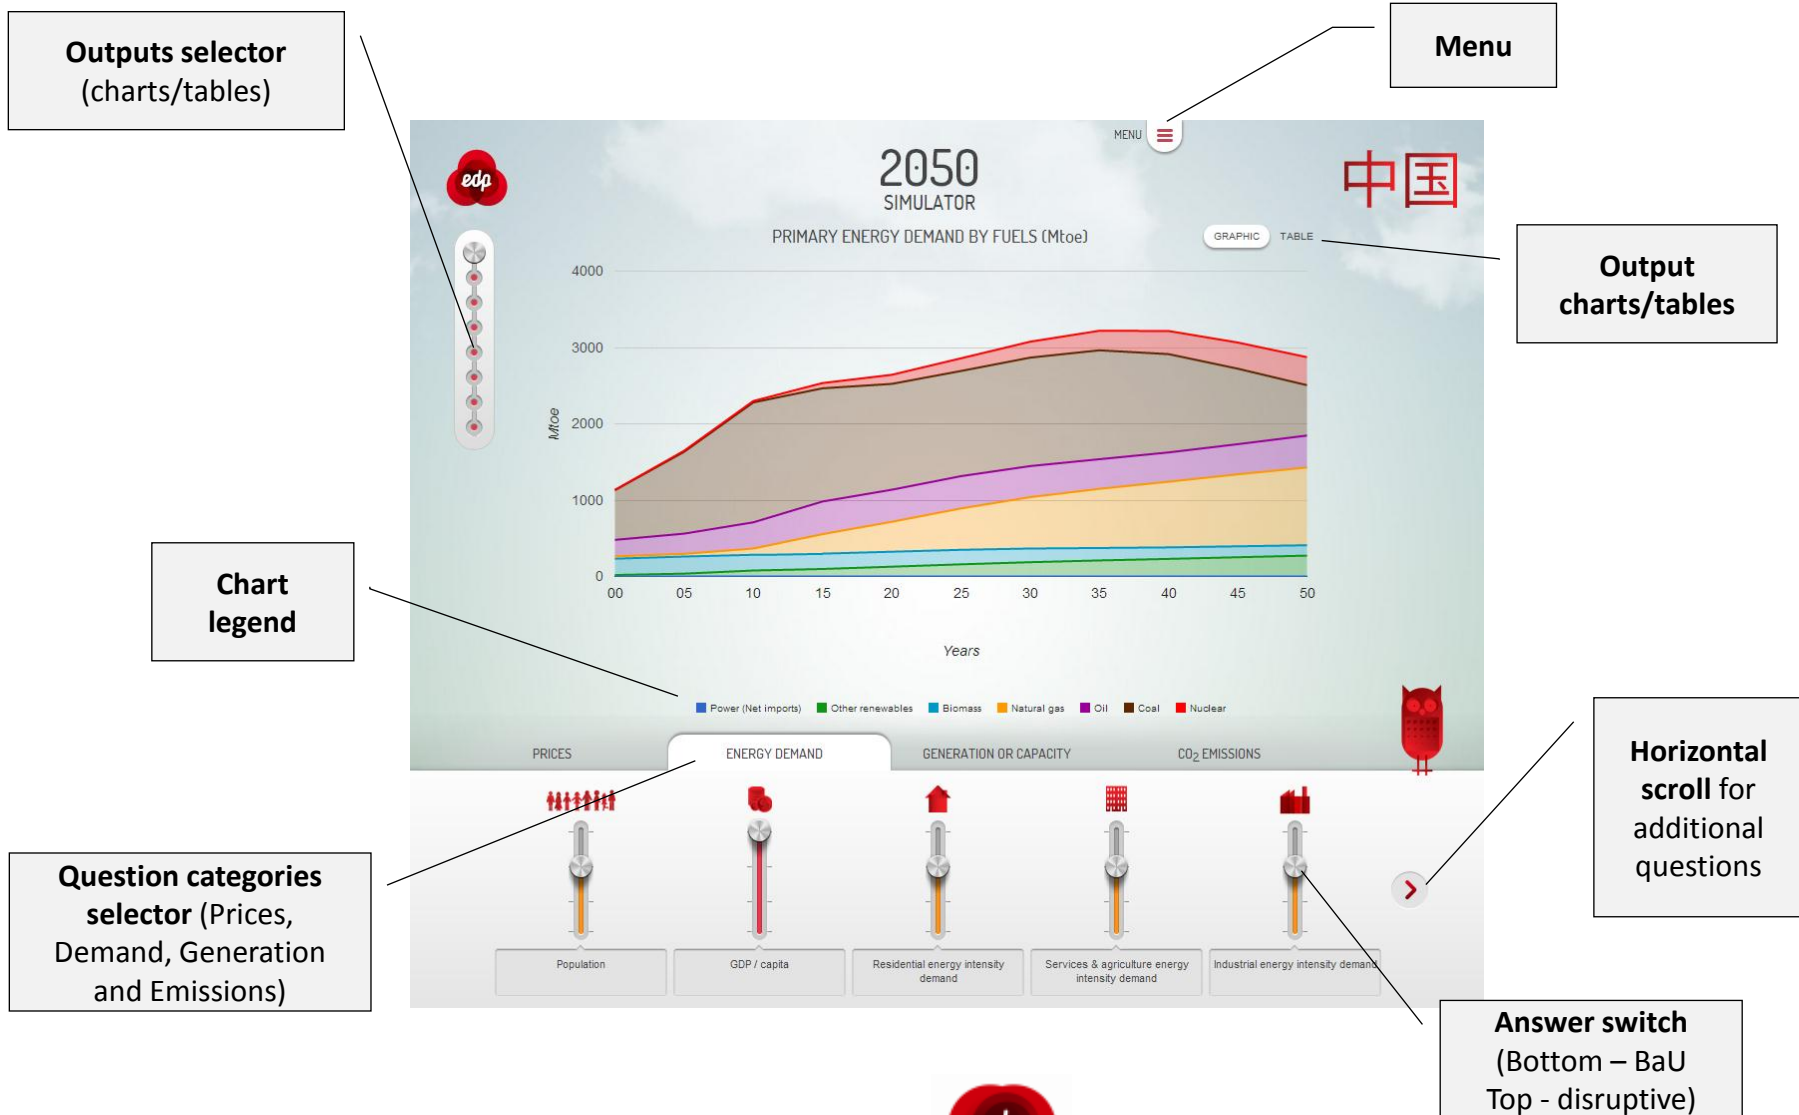 Outputs selector
(charts/tables)
Menu
MENU
edp
2050
SIMULATOR
中国
PRIMARY ENERGY DEMAND BY FUELS (Mtoe)
GRAPHIC
TABLE
Output
charts/tables
4000
3000
2000
1000
0
Mtoe
00 05 10 15 20 25 30 35 40 45 50
Years
Chart
legend
Power (Net imports) Other renewables Biomass Natural gas Oil Coal Nuclear
PRICES
ENERGY DEMAND
GENERATION OR CAPACITY
CO2 EMISSIONS
Horizontal
scroll for
additional
questions
Question categories
selector (Prices,
Demand, Generation
and Emissions)
Population
GDP / capita
Residential energy intensity
demand
Services & agriculture energy
intensity demand
Industrial energy intensity demand
Answer switch
(Bottom – BaU
Top - disruptive)